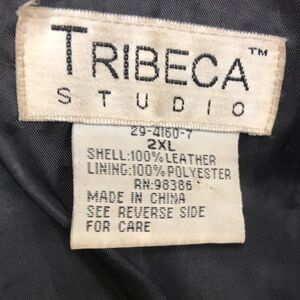 TRIBECA™
STUDIO
29-4160-7
2XL
SHELL:100% LEATHER
LINING:100% POLYESTER
RN:98386
MADE IN CHINA
SEE REVERSE SIDE
FOR CARE